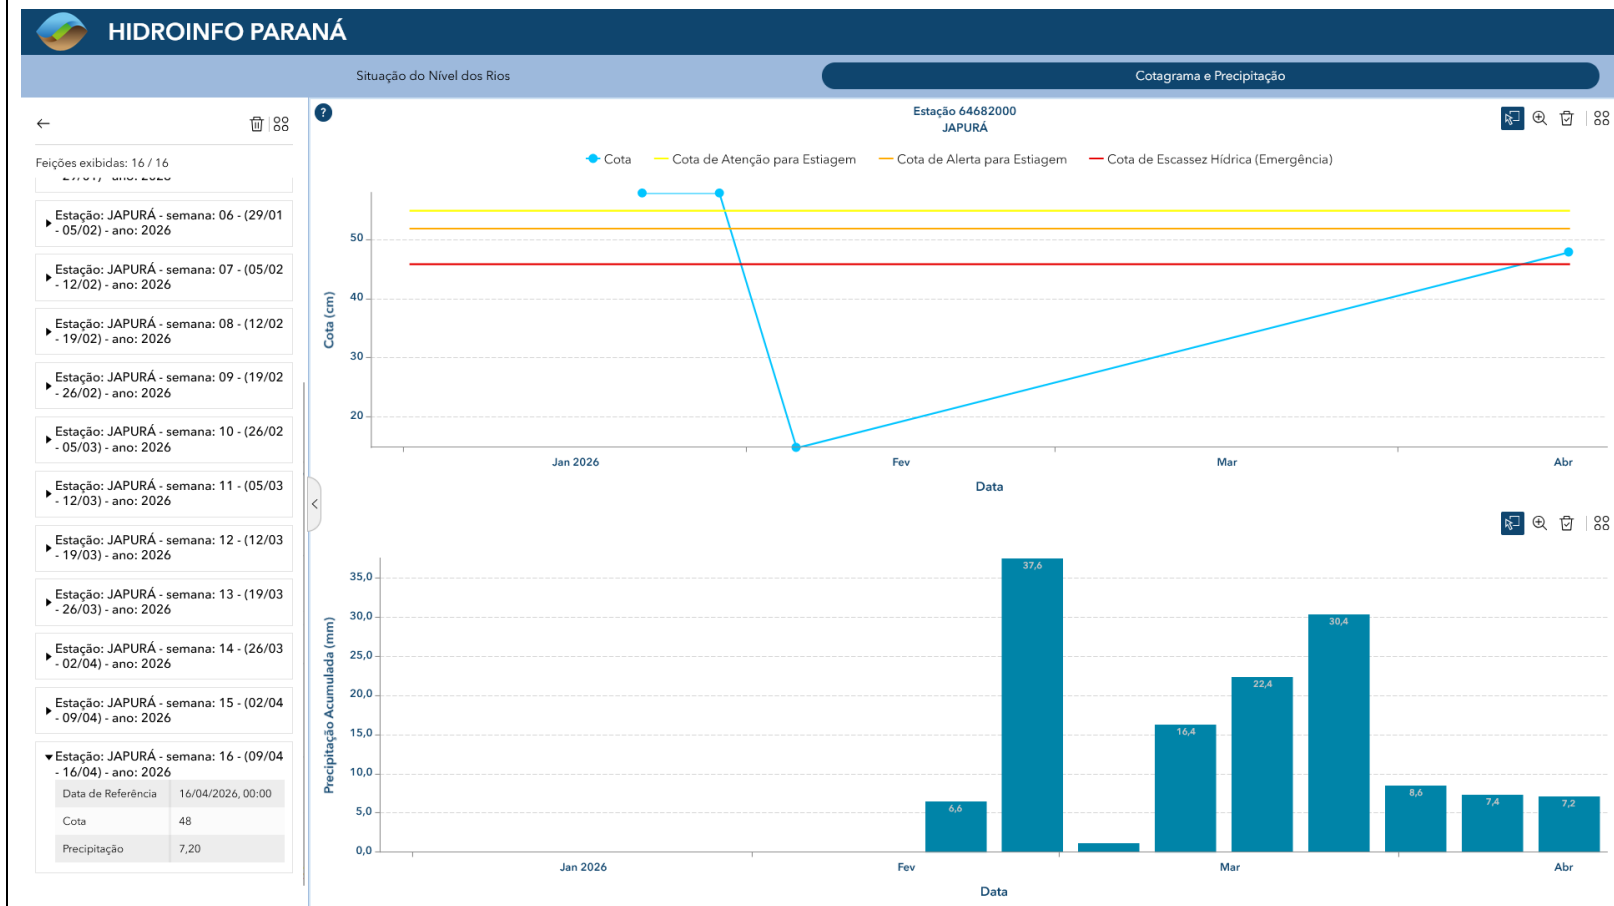 HIDROINFO PARANÁ
Situação do Nível dos Rios
Cotagrama e Precipitação
Feições exibidas: 16 / 16
Estação: JAPURÁ - semana: 06 - (29/01
- 05/02) - ano: 2026
Estação: JAPURÁ - semana: 07 - (05/02
- 12/02) - ano: 2026
Estação: JAPURÁ - semana: 08 - (12/02
- 19/02) - ano: 2026
Estação: JAPURÁ - semana: 09 - (19/02
- 26/02) - ano: 2026
Estação: JAPURÁ - semana: 10 - (26/02
- 05/03) - ano: 2026
Estação: JAPURÁ - semana: 11 - (05/03
- 12/03) - ano: 2026
Estação: JAPURÁ - semana: 12 - (12/03
- 19/03) - ano: 2026
Estação: JAPURÁ - semana: 13 - (19/03
- 26/03) - ano: 2026
Estação: JAPURÁ - semana: 14 - (26/03
- 02/04) - ano: 2026
Estação: JAPURÁ - semana: 15 - (02/04
- 09/04) - ano: 2026
Estação: JAPURÁ - semana: 16 - (09/04
- 16/04) - ano: 2026
Data de Referência 16/04/2026, 00:00
Cota 48
Precipitação 7,20
?
Estação 64682000
JAPURÁ
Cota Cota de Atenção para Estiagem Cota de Alerta para Estiagem Cota de Escassez Hídrica (Emergência)
Cota (cm)
50
40
30
20
Jan 2026 Fev Mar Abr
Data
Precipitação Acumulada (mm)
35,0
30,0
25,0
20,0
15,0
10,0
5,0
0,0
6,6
37,6
16,4
22,4
30,4
8,6
7,4
7,2
Jan 2026 Fev Mar Abr
Data